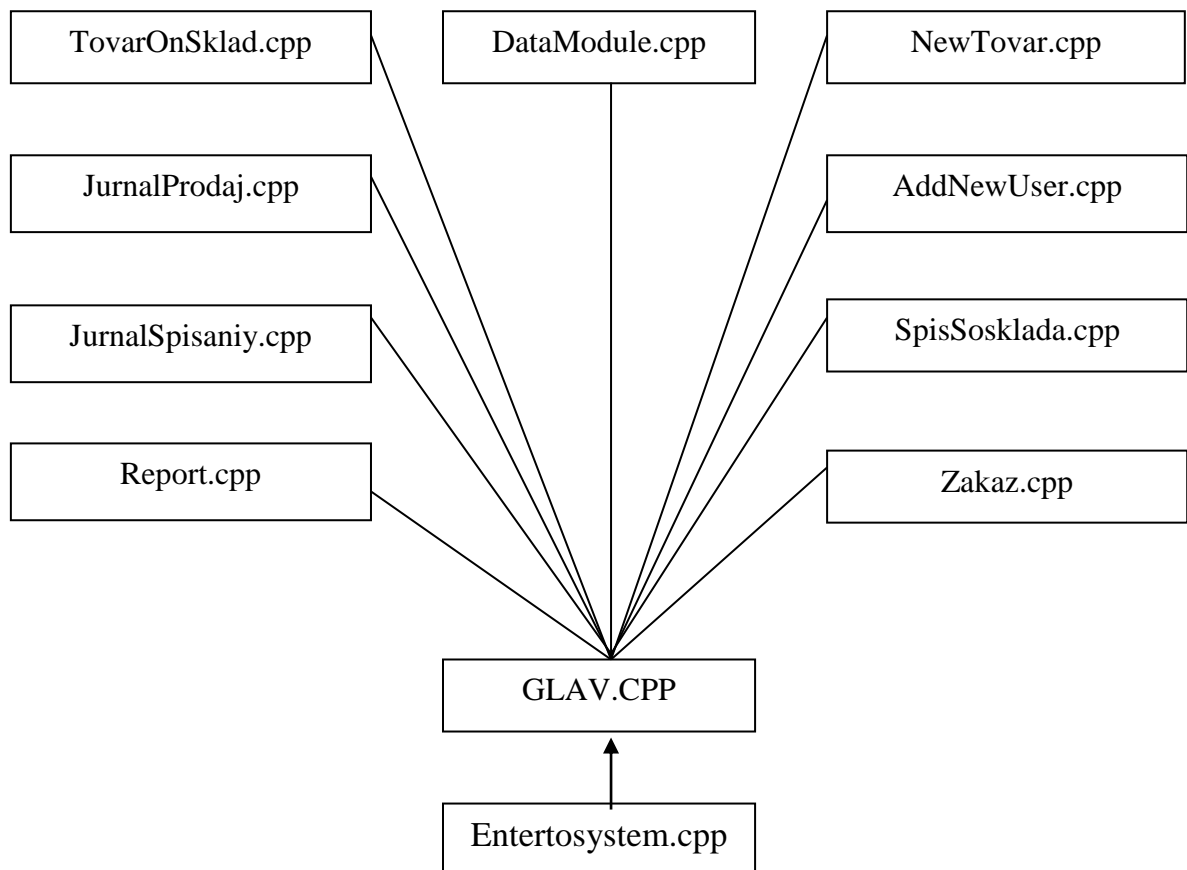 TovarOnSklad.cpp
DataModule.cpp
NewTovar.cpp
JurnalProdaj.cpp
AddNewUser.cpp
JurnalSpisaniy.cpp
SpisSosklada.cpp
Report.cpp
Zakaz.cpp
GLAV.CPP
Entertosystem.cpp